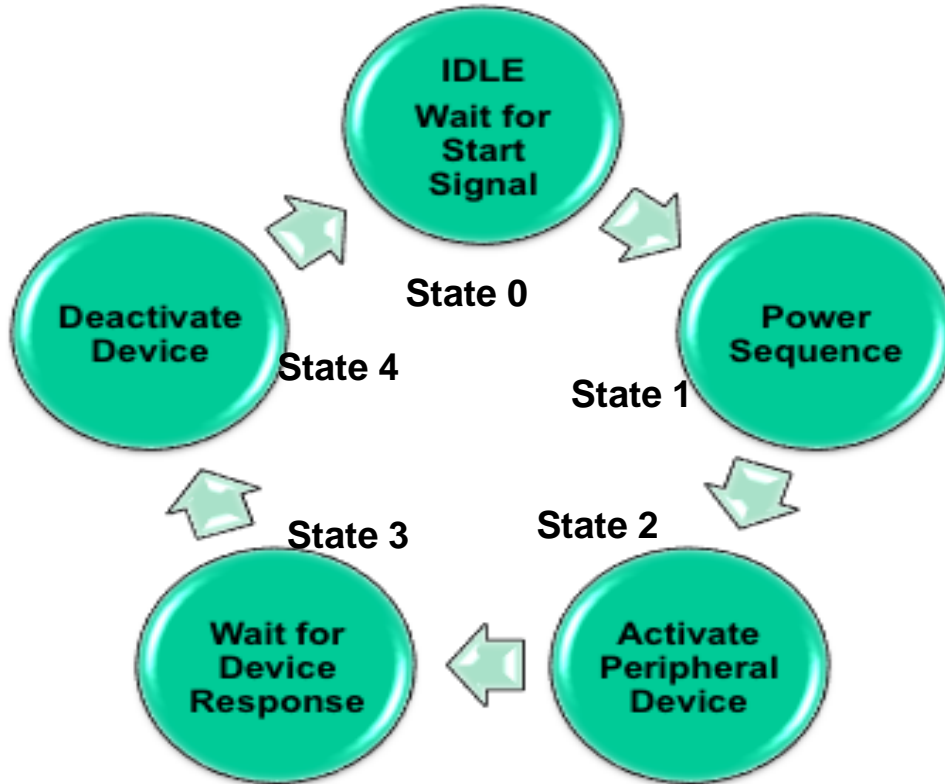 IDLE
Wait for
Start
Signal
State 0
Power
Sequence
State 1
Activate
Peripheral
Device
State 2
Wait for
Device
Response
State 3
Deactivate
Device
State 4